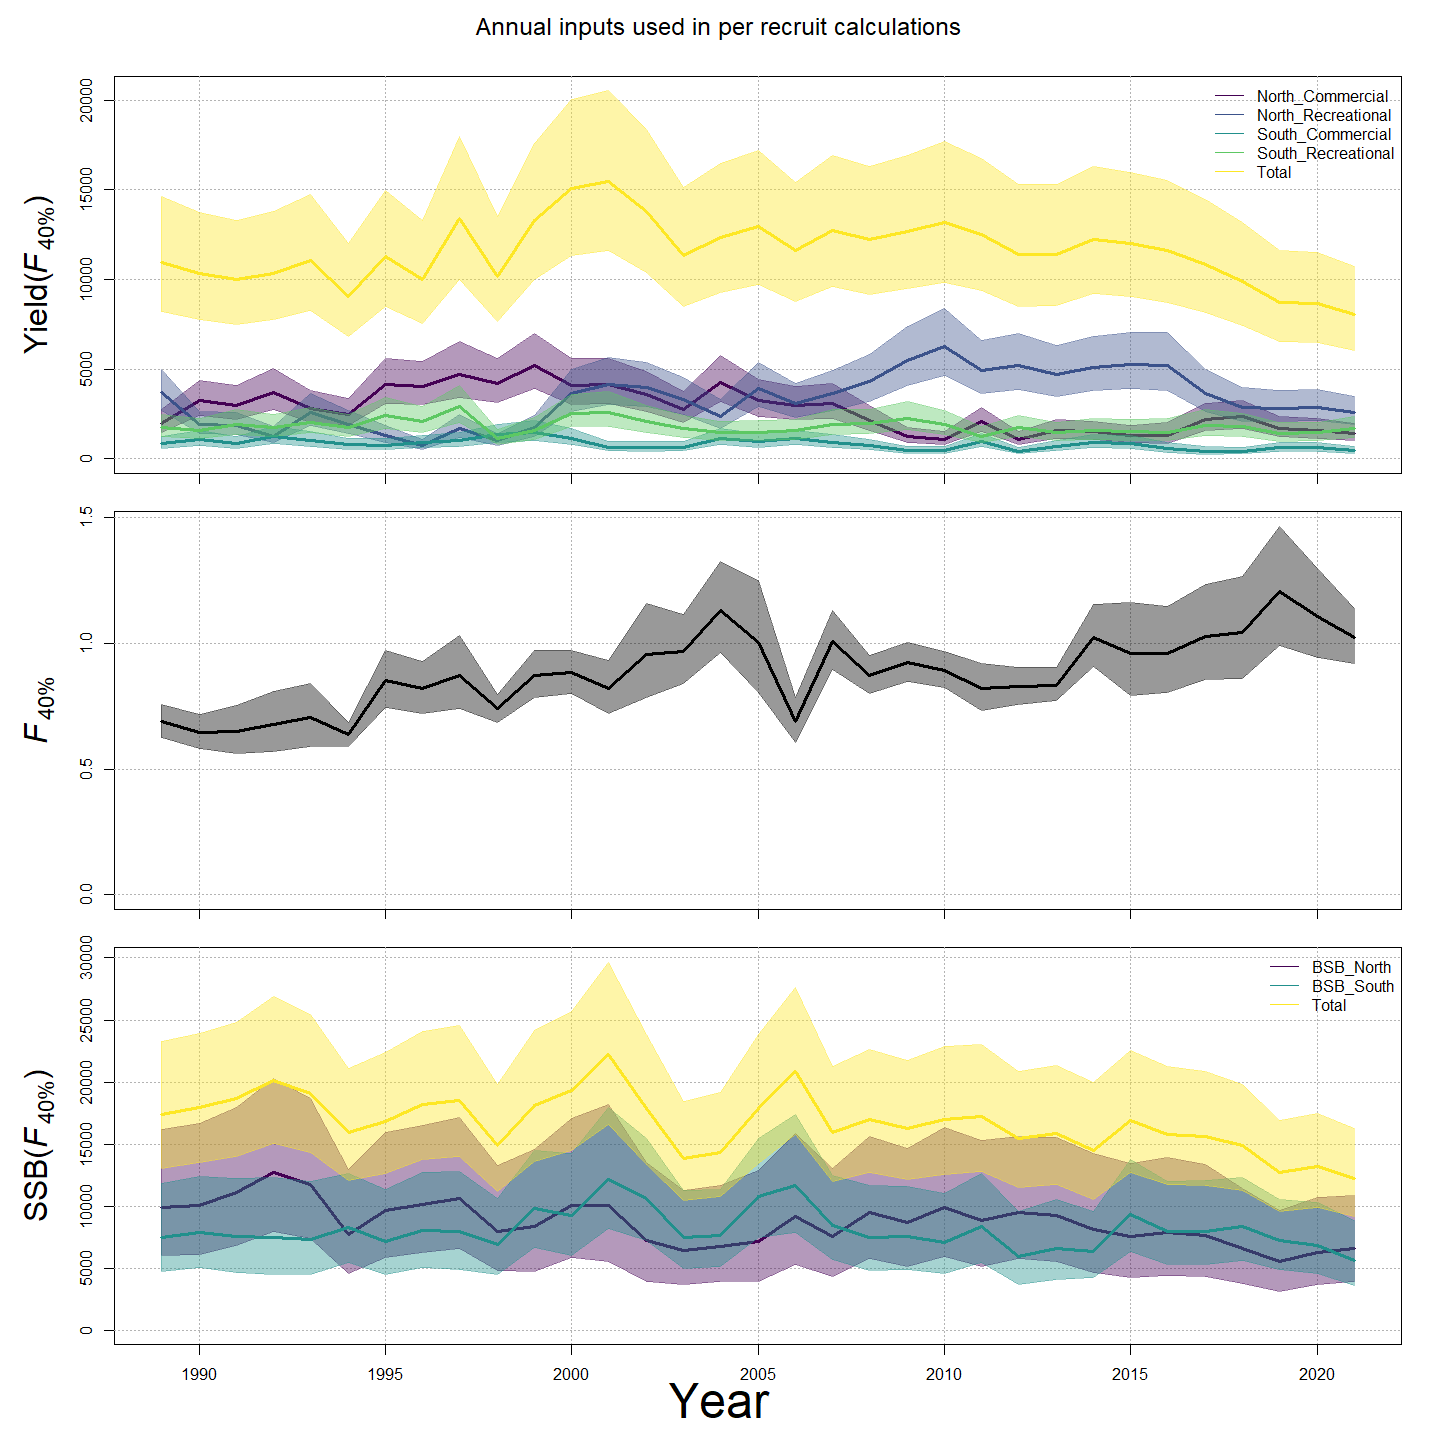 Annual inputs used in per recruit calculations
Yield(F40%)
20000
15000
10000
5000
0
North_Commercial
North_Recreational
South_Commercial
South_Recreational
Total
F40%
1.5
1.0
0.5
0.0
SSB(F40%)
30000
25000
20000
15000
10000
5000
0
BSB_North
BSB_South
Total
1990 1995 2000 2005 2010 2015 2020
Year